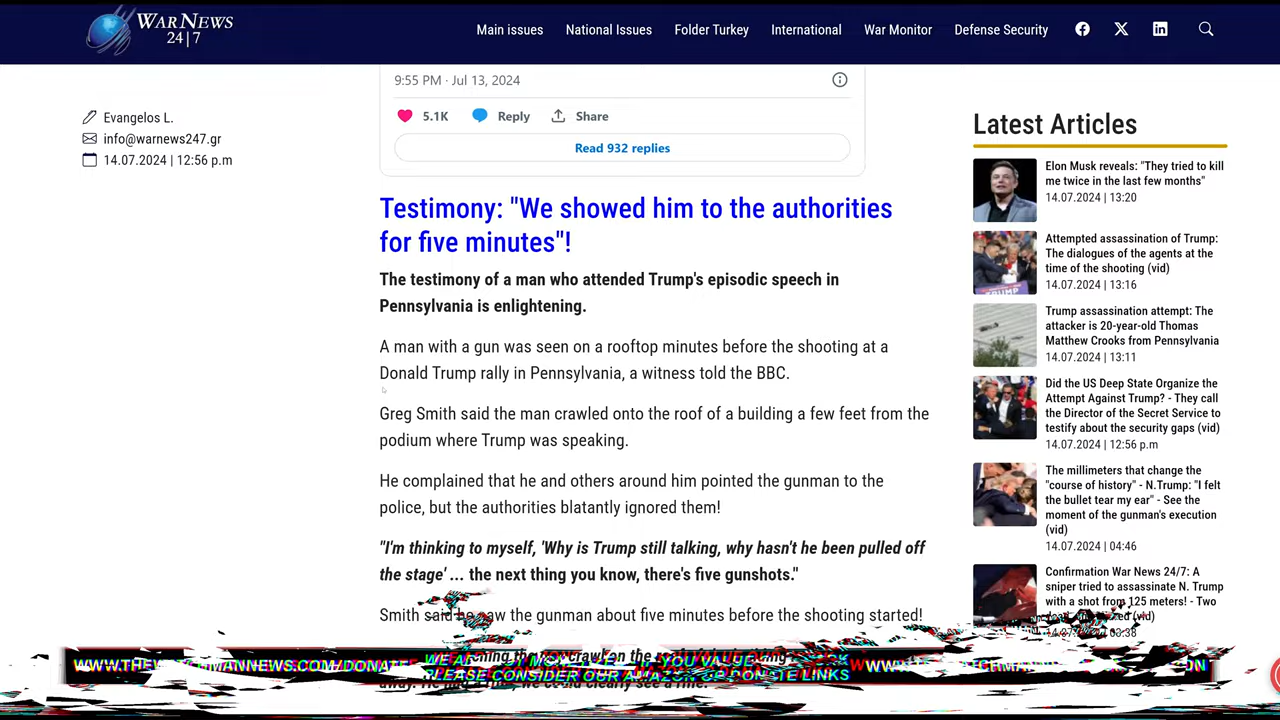 WARNEWS
24|7
Main issues
National Issues
Folder Turkey
International
War Monitor
Defense Security
Evangelos L.
info@warnews247.gr
14.07.2024 | 12:56 p.m
9:55 PM · Jul 13, 2024
5.1K
Reply
Share
Read 932 replies
Testimony: "We showed him to the authorities
for five minutes"!
The testimony of a man who attended Trump's episodic speech in
Pennsylvania is enlightening.
A man with a gun was seen on a rooftop minutes before the shooting at a
Donald Trump rally in Pennsylvania, a witness told the BBC.
Greg Smith said the man crawled onto the roof of a building a few feet from the
podium where Trump was speaking.
He complained that he and others around him pointed the gunman to the
police, but the authorities blatantly ignored them!
"I'm thinking to myself, 'Why is Trump still talking, why hasn't he been pulled off
the stage' ... the next thing you know, there's five gunshots."
Smith said he saw the gunman about five minutes before the shooting started!
Latest Articles
Elon Musk reveals: "They tried to kill
me twice in the last few months"
14.07.2024 | 13:20
Attempted assassination of Trump:
The dialogues of the agents at the
time of the shooting (vid)
14.07.2024 | 13:16
Trump assassination attempt: The
attacker is 20-year-old Thomas
Matthew Crooks from Pennsylvania
14.07.2024 | 13:11
Did the US Deep State Organize the
Attempt Against Trump? - They call
the Director of the Secret Service to
testify about the security gaps (vid)
14.07.2024 | 12:56 p.m
The millimeters that change the
"course of history" - N.Trump: "I felt
the bullet tear my ear" - See the
moment of the gunman's execution
(vid)
14.07.2024 | 04:46
Confirmation War News 24/7: A
sniper tried to assassinate N. Trump
with a shot from 125 meters! - Two
(vid)
WWW.THEWATCHMANNEWS.COM/DONATE
YOU VALUE
PLEASE CONSIDER OUR AMAZON OR DONATE LINKS